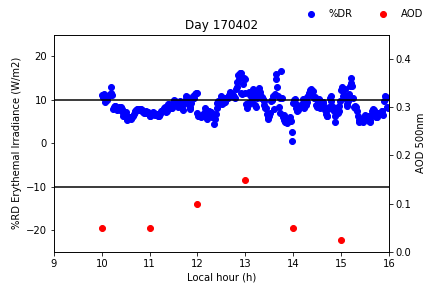 %DR AOD
Day 170402
%RD Erythemal Irradiance (W/m2)
20
10
0
−10
−20
0.4
0.3
0.2
0.1
0.0
AOD 500nm
9 10 11 12 13 14 15 16
Local hour (h)